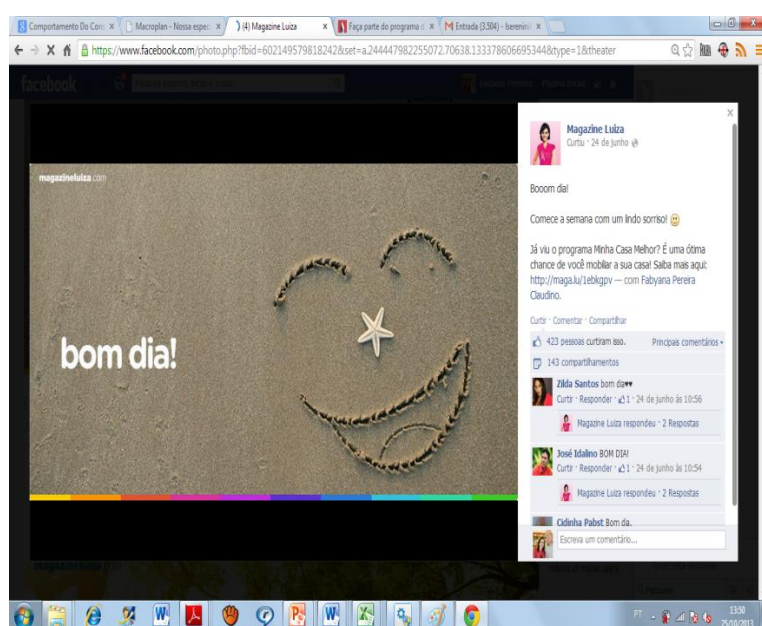 Comportamento Do Cons
Macroplan - Nossa espec
(4) Magazine Luiza
Faça parte do programa d
Entrada (3.504) - lserenini
https://www.facebook.com/photo.php?fbid=602149579818242&set=a.244447982255072.70638.133378606695344&type=1&theater
facebook
magazineluiza.com
bom dia!
Magazine Luiza
Curtiu · 24 de junho
Booom dia!
Comece a semana com um lindo sorriso!
Já viu o programa Minha Casa Melhor? É uma ótima
chance de você mobiliar a sua casa! Saiba mais aqui:
http://maga.lu/1ebkgpv — com Fabyana Pereira
Claudino.
Curtir · Comentar · Compartilhar
423 pessoas curtiram isso.
Principais comentários
143 compartilhamentos
Zilda Santos bom dia♥♥
Curtir · Responder · 1 · 24 de junho às 10:56
Magazine Luiza respondeu · 2 Respostas
José Idalino BOM DIA!
Curtir · Responder · 1 · 24 de junho às 10:54
Magazine Luiza respondeu · 2 Respostas
Cidinha Pabst Bom da..
Escreva um comentário...
magazineluiza.com
PT
13:50
25/10/2013